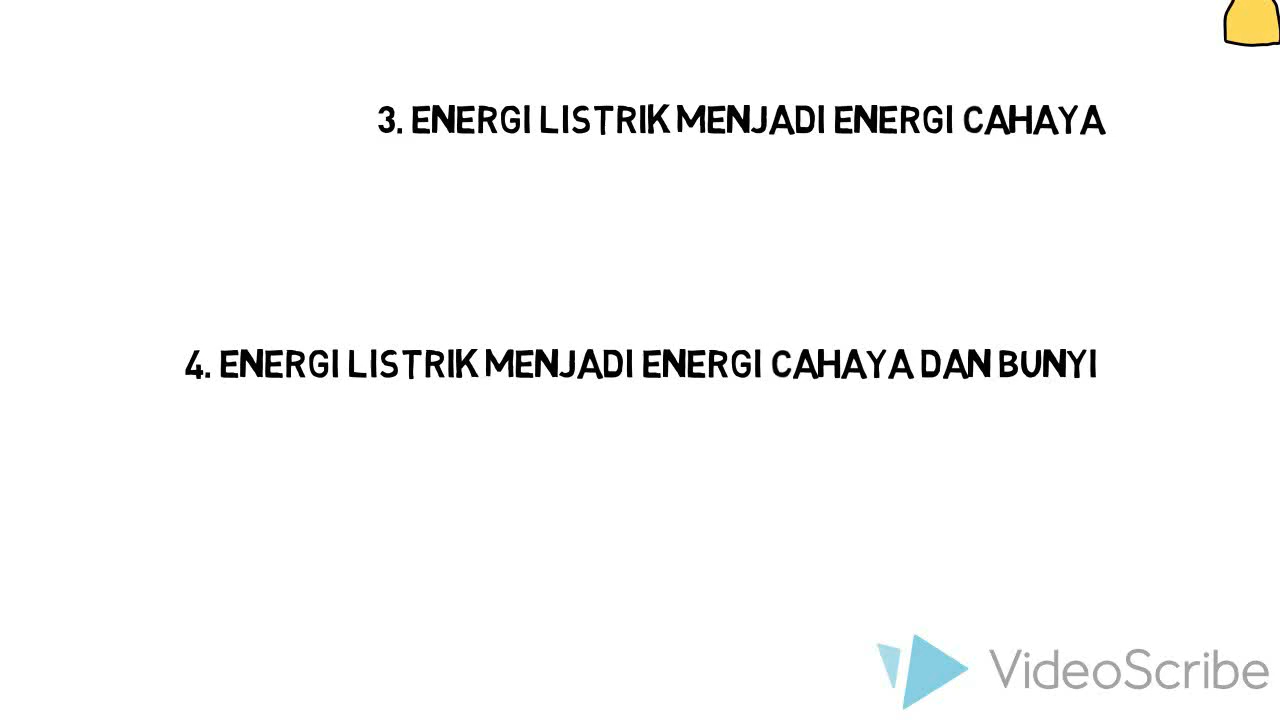 3. ENERGI LISTRIK MENJADI ENERGI CAHAYA
4. ENERGI LISTRIK MENJADI ENERGI CAHAYA DAN BUNYI
VideoScribe